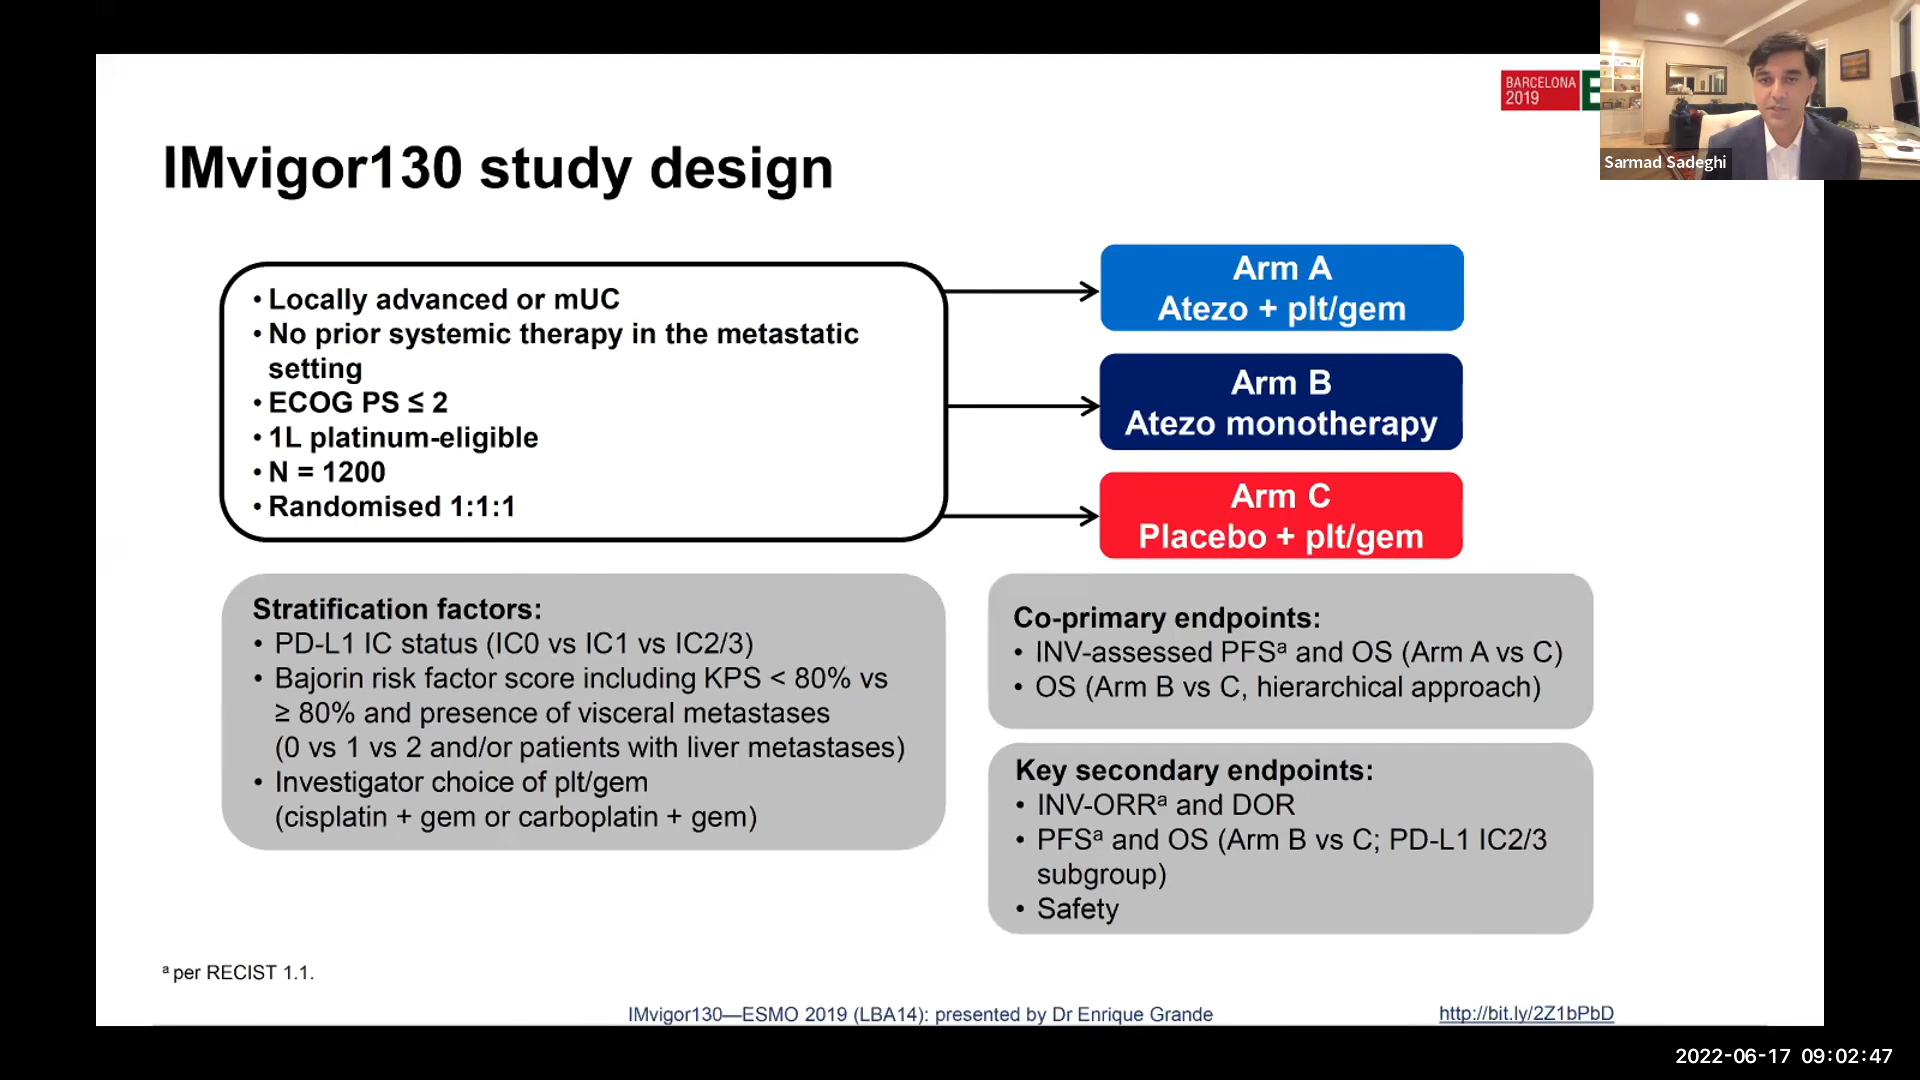 BARCELONA
2019
E
Sarmad Sadeghi
IMvigor130 study design
• Locally advanced or mUC
• No prior systemic therapy in the metastatic
setting
• ECOG PS ≤ 2
• 1L platinum-eligible
• N = 1200
• Randomised 1:1:1
Arm A
Atezo + plt/gem
Arm B
Atezo monotherapy
Arm C
Placebo + plt/gem
Stratification factors:
• PD-L1 IC status (IC0 vs IC1 vs IC2/3)
• Bajorin risk factor score including KPS < 80% vs
≥ 80% and presence of visceral metastases
(0 vs 1 vs 2 and/or patients with liver metastases)
• Investigator choice of plt/gem
(cisplatin + gem or carboplatin + gem)
Co-primary endpoints:
• INV-assessed PFSᵃ and OS (Arm A vs C)
• OS (Arm B vs C, hierarchical approach)
Key secondary endpoints:
• INV-ORRᵃ and DOR
• PFSᵃ and OS (Arm B vs C; PD-L1 IC2/3
subgroup)
• Safety
ᵃ per RECIST 1.1.
IMvigor130—ESMO 2019 (LBA14): presented by Dr Enrique Grande
http://bit.ly/2Z1bPbD
2022-06-17 09:02:47